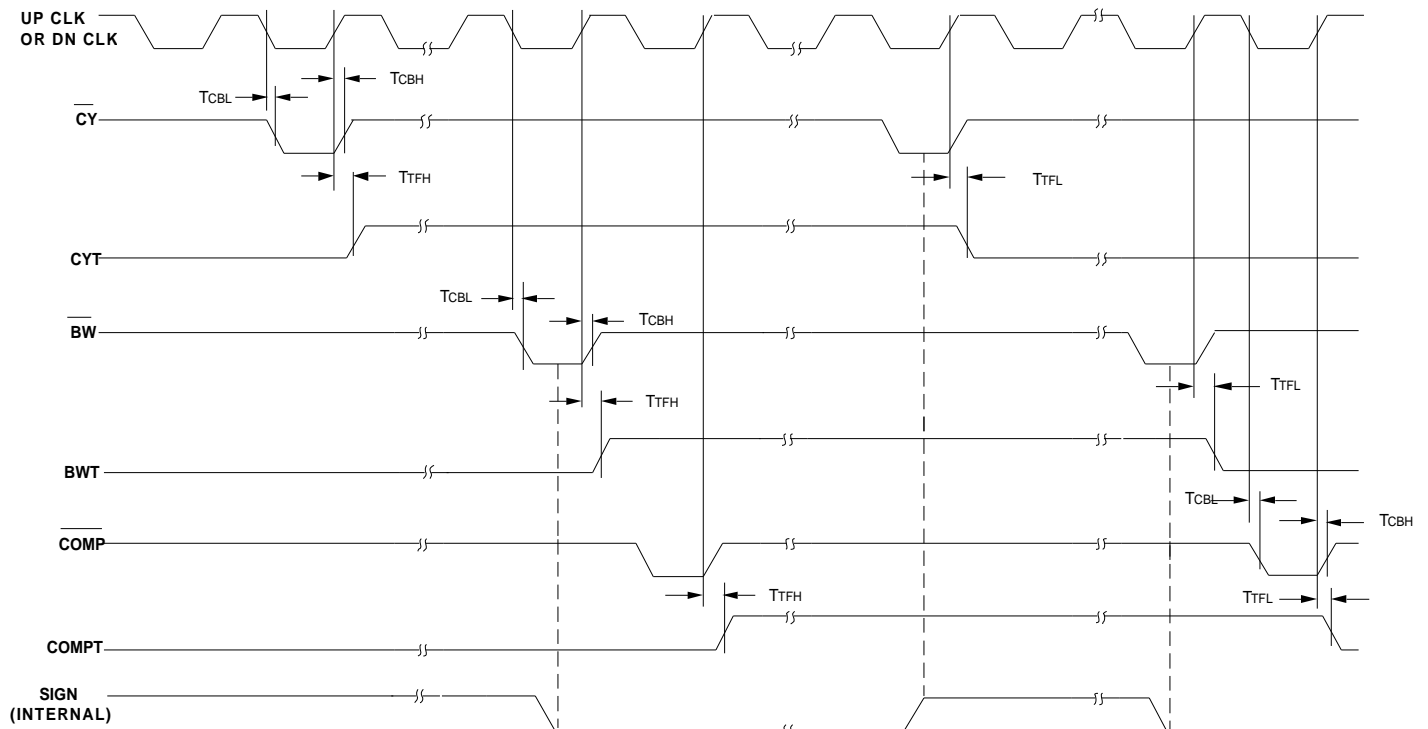 UP CLK
OR DN CLK
TCBH
TCBL
CY
TTFH
TTFL
CYT
TCBL
TCBH
BW
TTFL
TTFH
BWT
TCBL
TCBH
COMP
TTFH
TTFL
COMPT
SIGN
(INTERNAL)